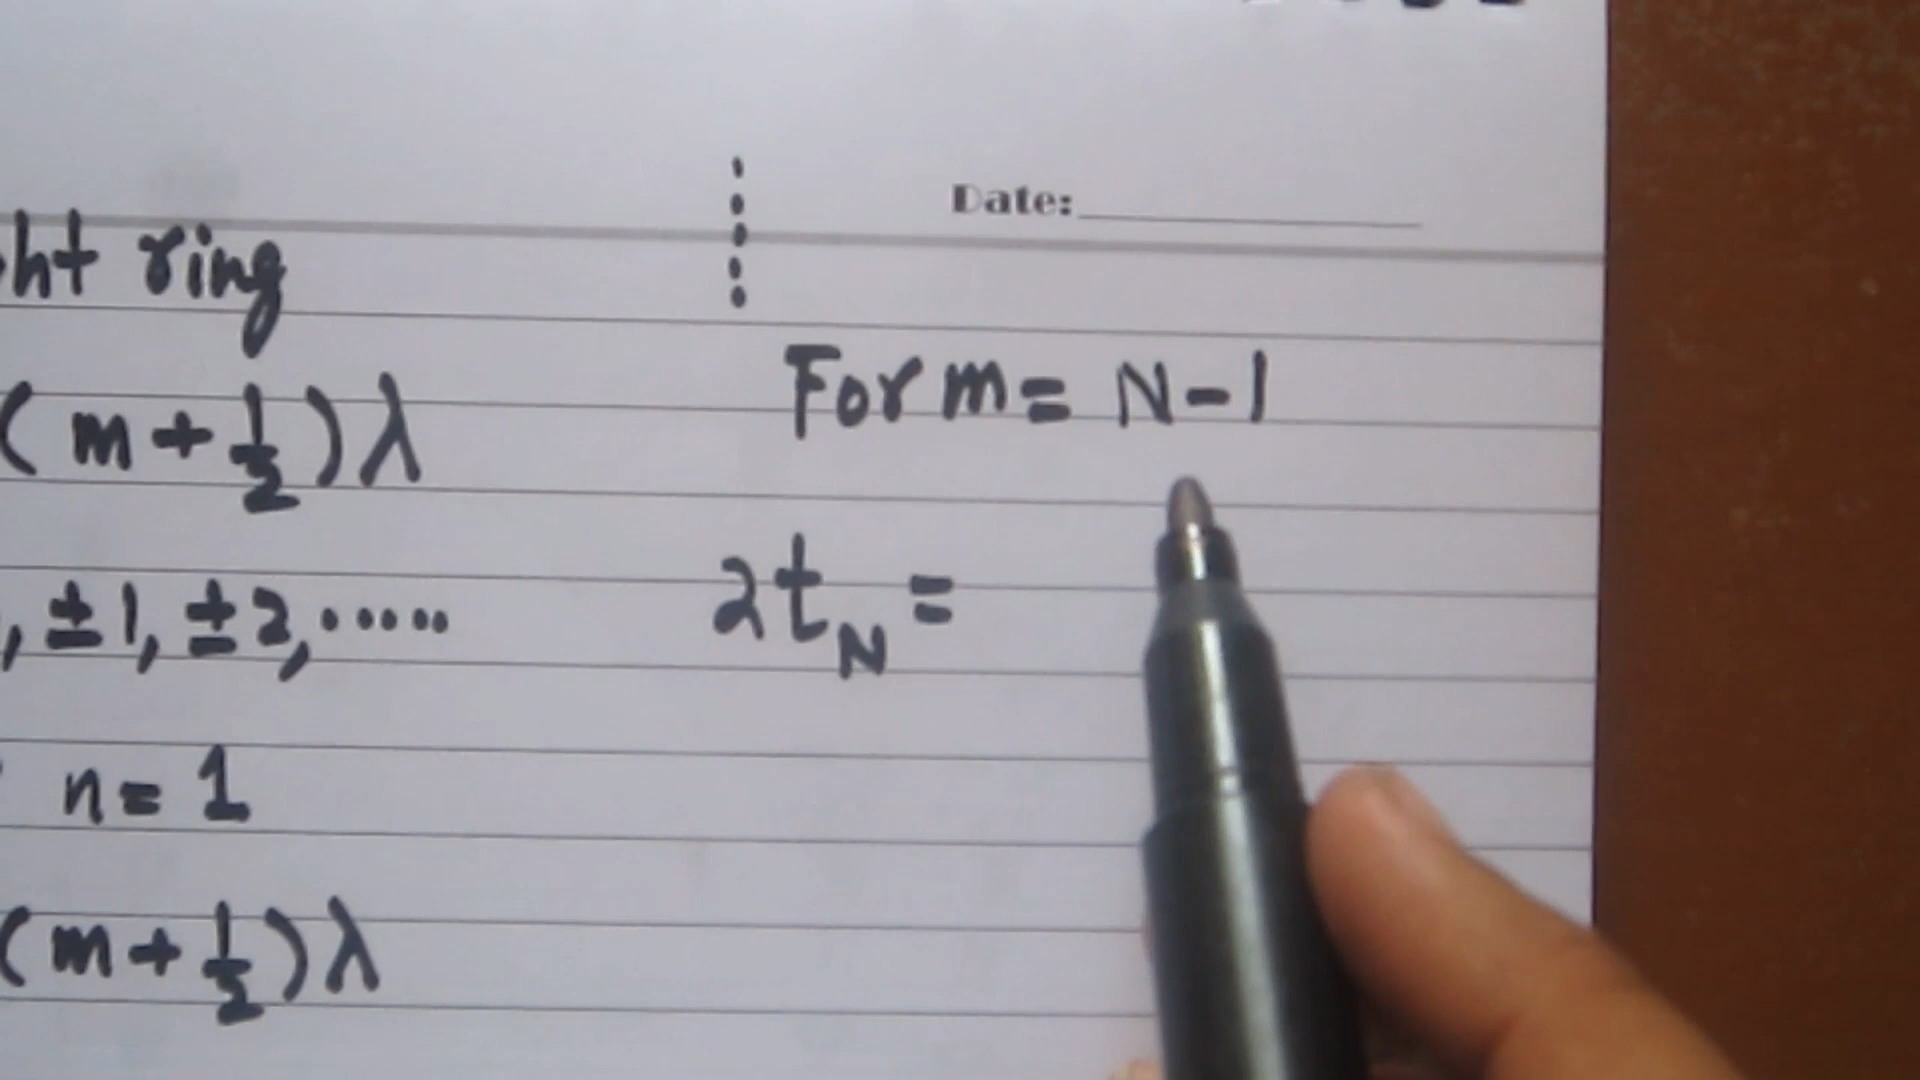 Date:
ht ring
(m+½)λ
, ±1, ±2, .....
n = 1
(m+½)λ
For m = N-1
2t_N =